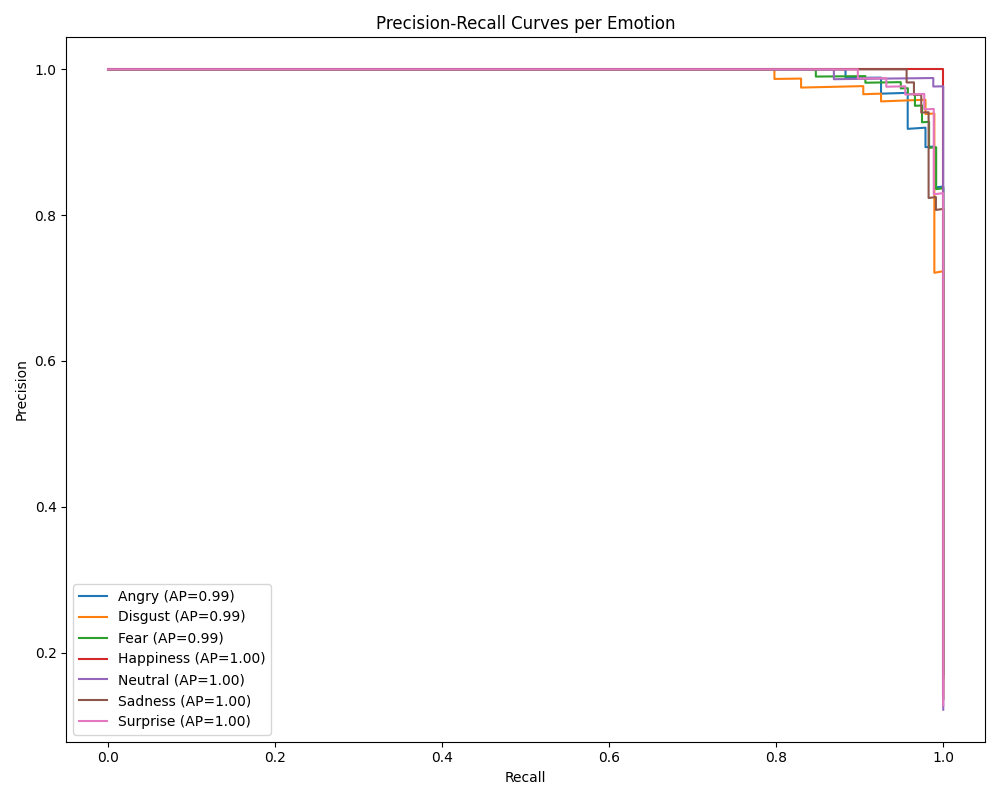 Precision-Recall Curves per Emotion
1.0
0.8
0.6
0.4
0.2
Precision
Angry (AP=0.99)
Disgust (AP=0.99)
Fear (AP=0.99)
Happiness (AP=1.00)
Neutral (AP=1.00)
Sadness (AP=1.00)
Surprise (AP=1.00)
0.0 0.2 0.4 0.6 0.8 1.0
Recall